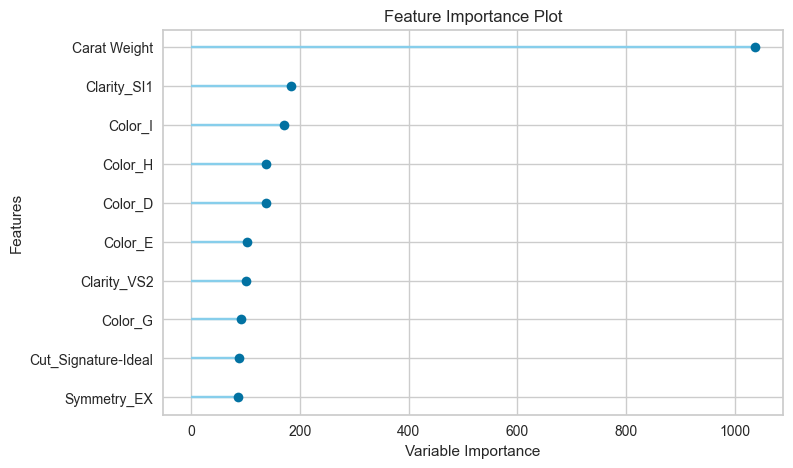 Feature Importance Plot
Features
Carat Weight
Clarity_SI1
Color_I
Color_H
Color_D
Color_E
Clarity_VS2
Color_G
Cut_Signature-Ideal
Symmetry_EX
0 200 400 600 800 1000
Variable Importance